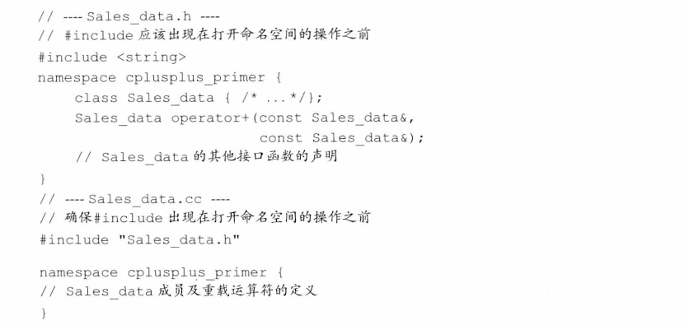 // ---- Sales_data.h ----
// #include 应该出现在打开命名空间的操作之前
#include <string>
namespace cplusplus_primer {
    class Sales_data { /* ... */};
    Sales_data operator+(const Sales_data&,
                         const Sales_data&);
    // Sales_data 的其他接口函数的声明
}
// ---- Sales_data.cc ----
// 确保#include 出现在打开命名空间的操作之前
#include "Sales_data.h"
namespace cplusplus_primer {
// Sales_data 成员及重载运算符的定义
}